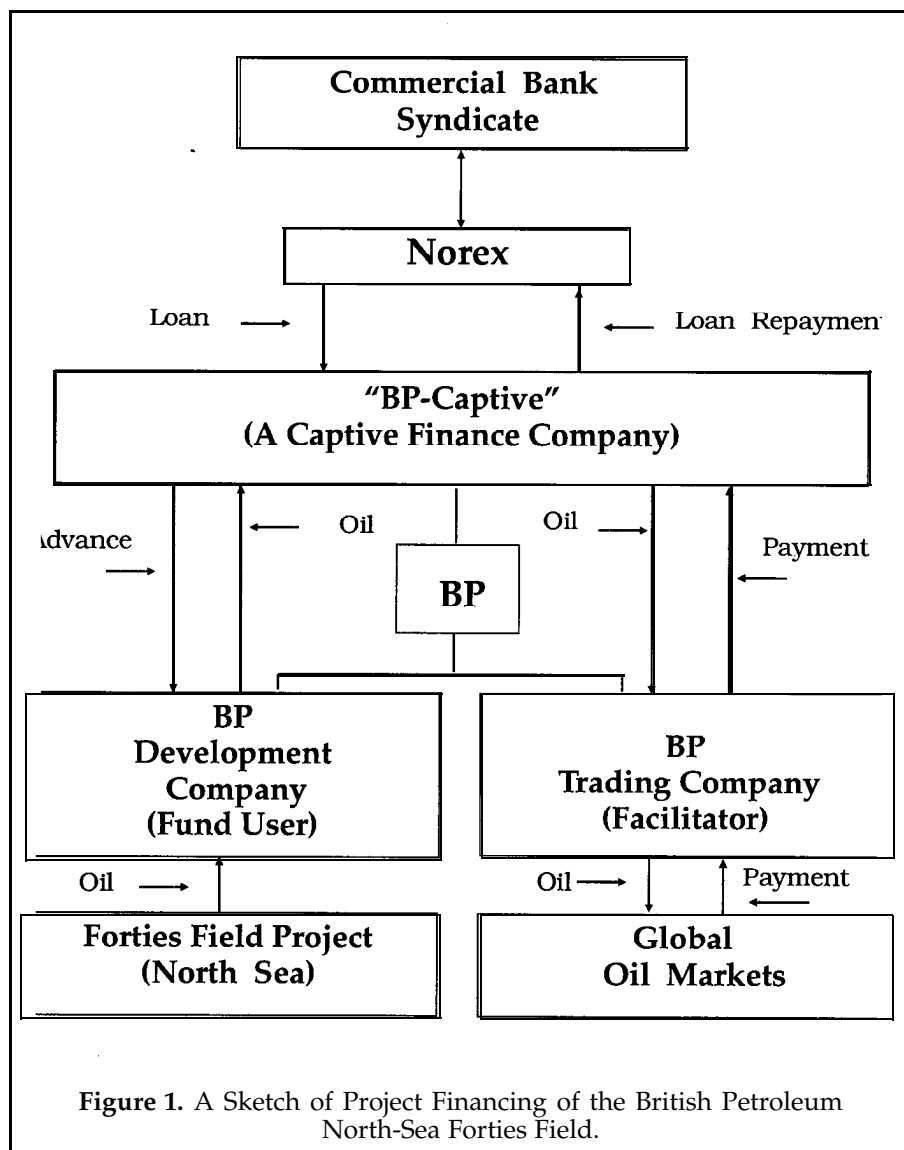 Commercial Bank
Syndicate
Norex
Loan
Loan Repayment
"BP-Captive"
(A Captive Finance Company)
Advance
Oil
Oil
Payment
BP
BP
Development
Company
(Fund User)
BP
Trading Company
(Facilitator)
Oil
Oil
Payment
Forties Field Project
(North Sea)
Global
Oil Markets
Figure 1. A Sketch of Project Financing of the British Petroleum
North-Sea Forties Field.